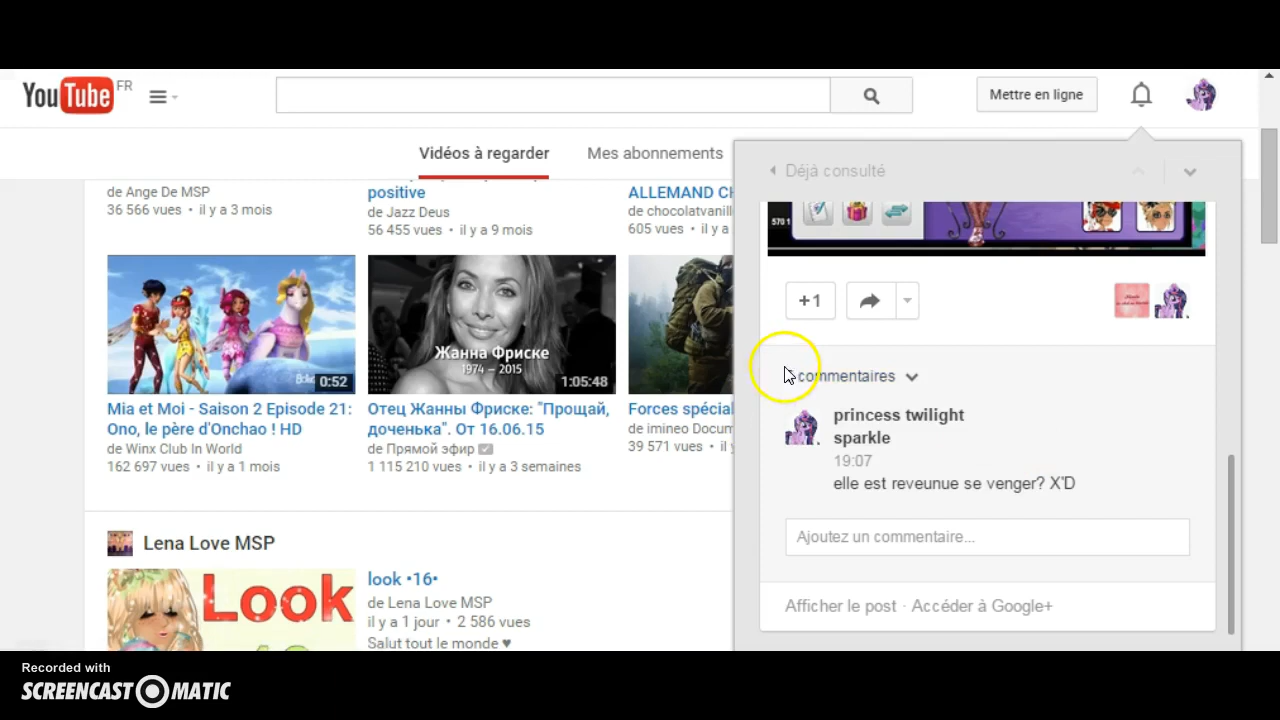 YouTube FR
Mettre en ligne
Vidéos à regarder
Mes abonnements
de Ange De MSP
36 566 vues • il y a 3 mois
positive
de Jazz Deus
56 455 vues • il y a 9 mois
ALLEMAND
de chocolatvanill
605 vues • il y a
0:52
Mia et Moi - Saison 2 Episode 21:
Ono, le père d'Onchao ! HD
de Winx Club In World
162 697 vues • il y a 1 mois
Жанна Фриске
1974 – 2015
1:05:48
Отец Жанны Фриске: "Прощай,
доченька". От 16.06.15
de Прямой эфир
1 115 210 vues • il y a 3 semaines
Forces spécial
de imineo Docum
39 571 vues • il y
Lena Love MSP
Look
look •16•
de Lena Love MSP
il y a 1 jour • 2 586 vues
Salut tout le monde ♥
Déjà consulté
570 1
+1
commentaires
princess twilight
sparkle
19:07
elle est reveunue se venger? X'D
Ajoutez un commentaire...
Afficher le post · Accéder à Google+
Recorded with
SCREENCAST O MATIC